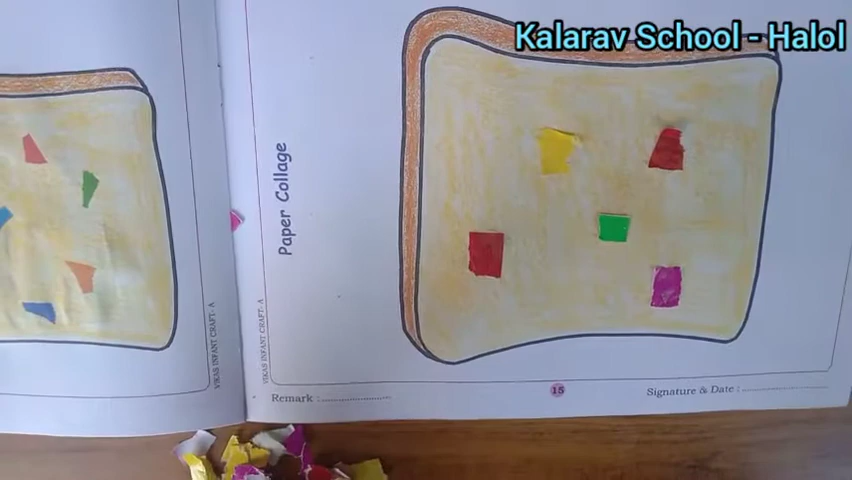 Kalarav School - Halol
Paper Collage
VIKAS INFANT CRAFT- A
VIKAS INFANT CRAFT- A
Remark : ....................
15
Signature & Date : ........................